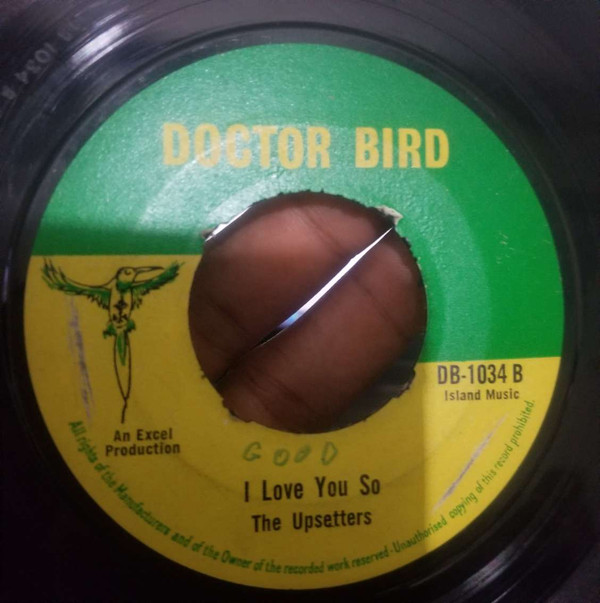 DOCTOR BIRD
DB-1034 B
Island Music
An Excel
Production
GOOD
I Love You So
The Upsetters
All rights of the Manufacturers and of the Owner of the recorded work reserved · Unauthorised copying of this record prohibited.